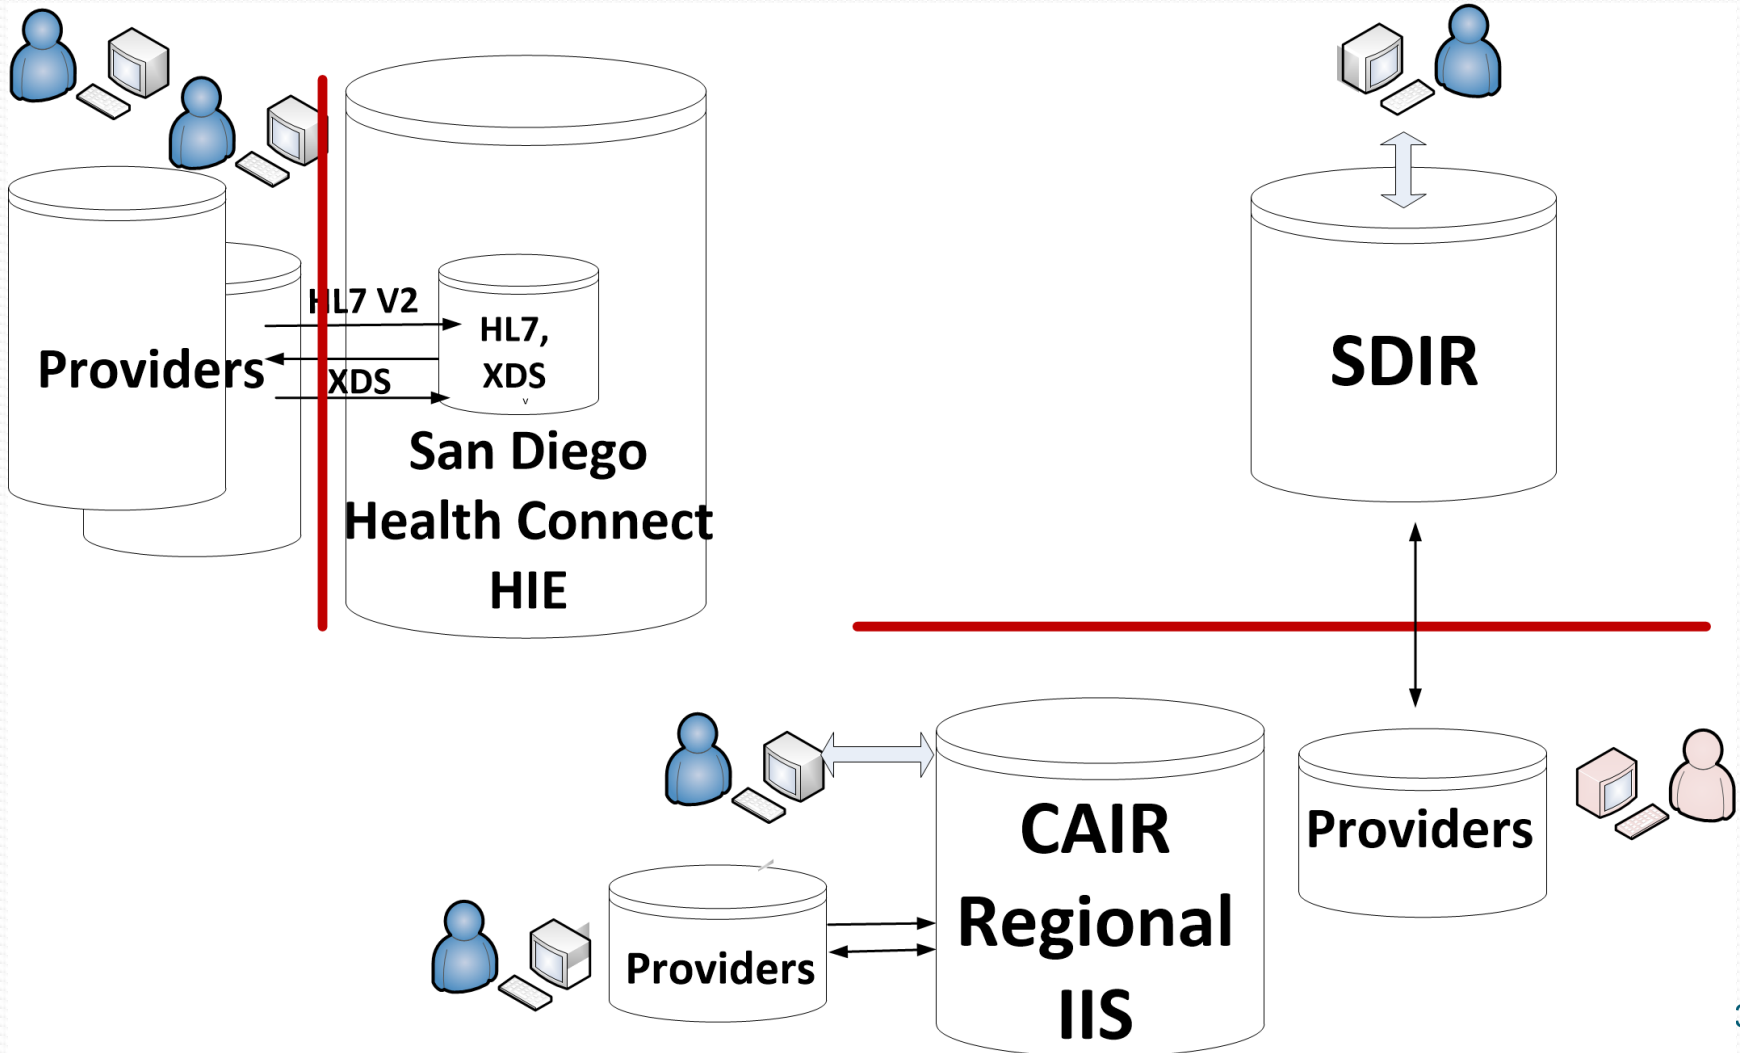 HL7 V2
Providers
XDS
HL7,
XDS
v
San Diego
Health Connect
HIE
SDIR
CAIR
Regional
IIS
Providers
Providers